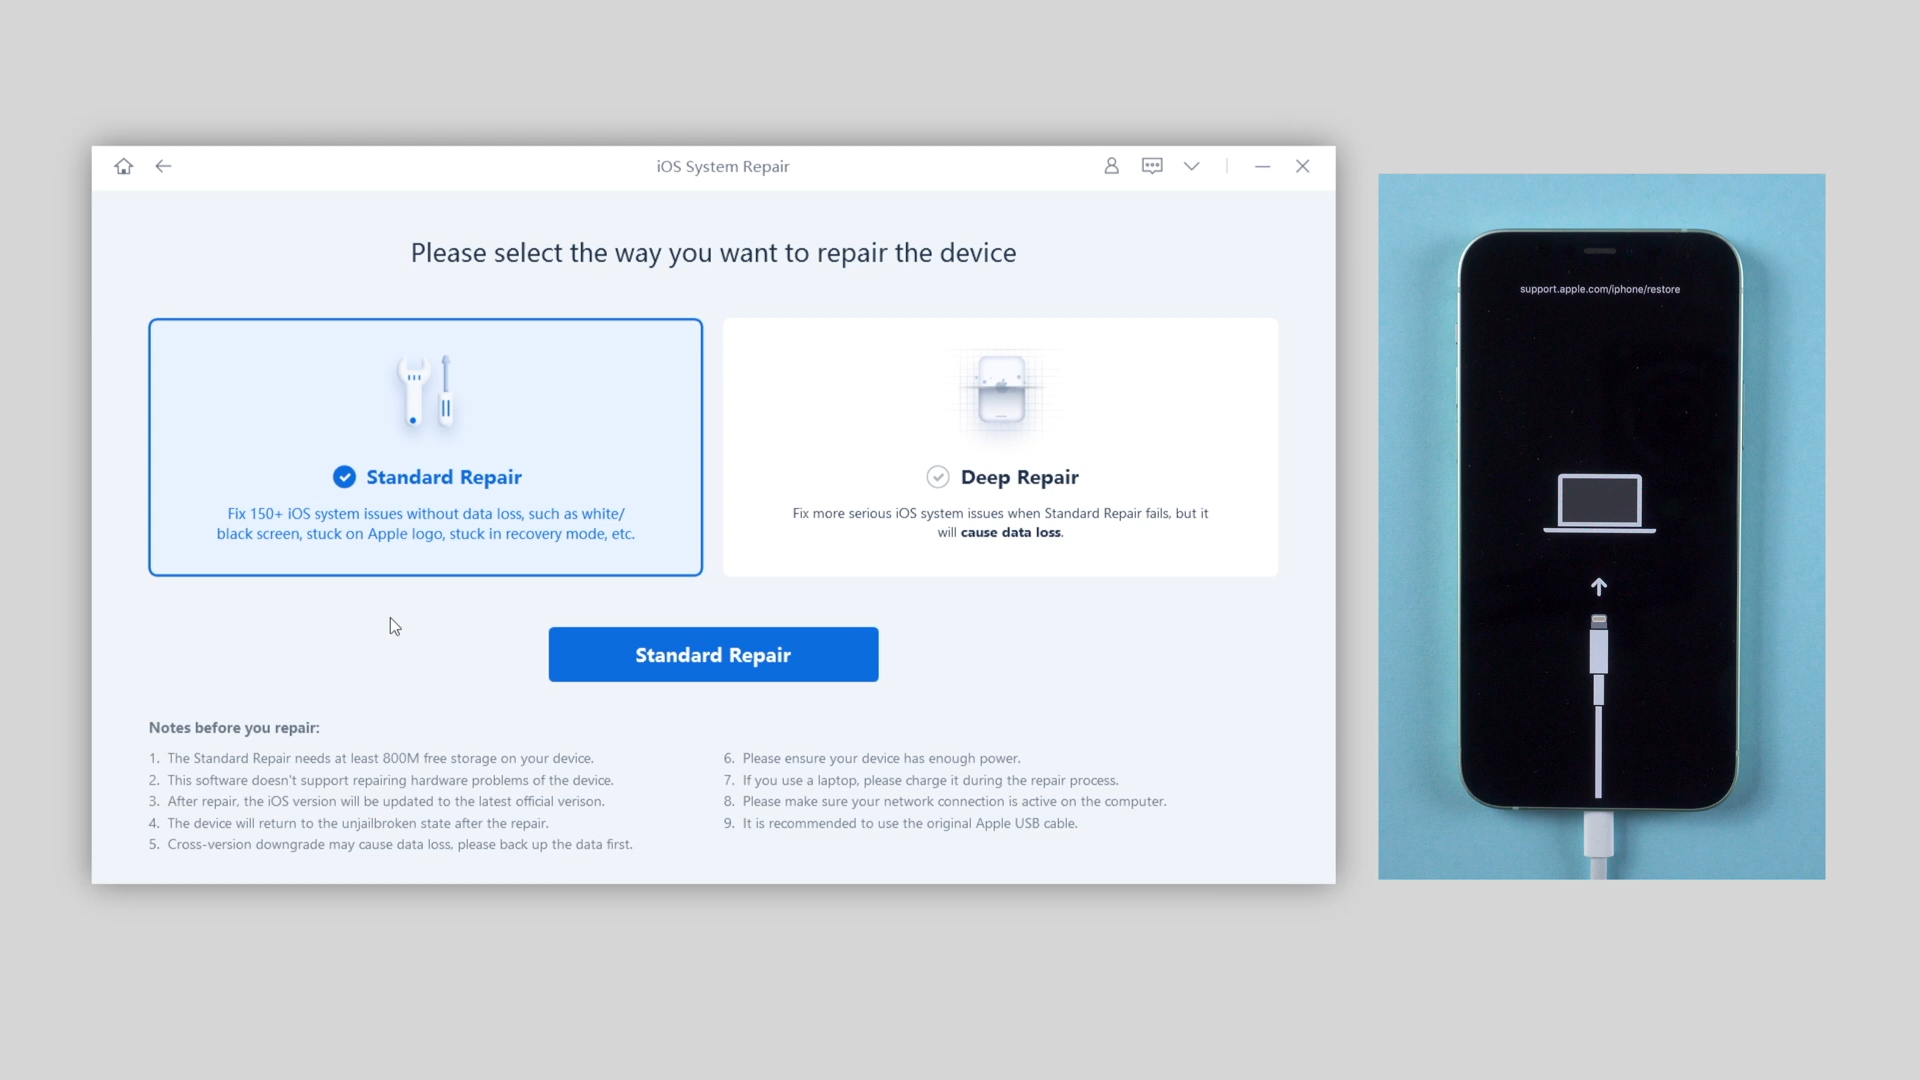 iOS System Repair
Please select the way you want to repair the device
Standard Repair
Fix 150+ iOS system issues without data loss, such as white/
black screen, stuck on Apple logo, stuck in recovery mode, etc.
Deep Repair
Fix more serious iOS system issues when Standard Repair fails, but it
will cause data loss.
Standard Repair
Notes before you repair:
1. The Standard Repair needs at least 800M free storage on your device.
2. This software doesn't support repairing hardware problems of the device.
3. After repair, the iOS version will be updated to the latest official verison.
4. The device will return to the unjailbroken state after the repair.
5. Cross-version downgrade may cause data loss, please back up the data first.
6. Please ensure your device has enough power.
7. If you use a laptop, please charge it during the repair process.
8. Please make sure your network connection is active on the computer.
9. It is recommended to use the original Apple USB cable.
support.apple.com/iphone/restore